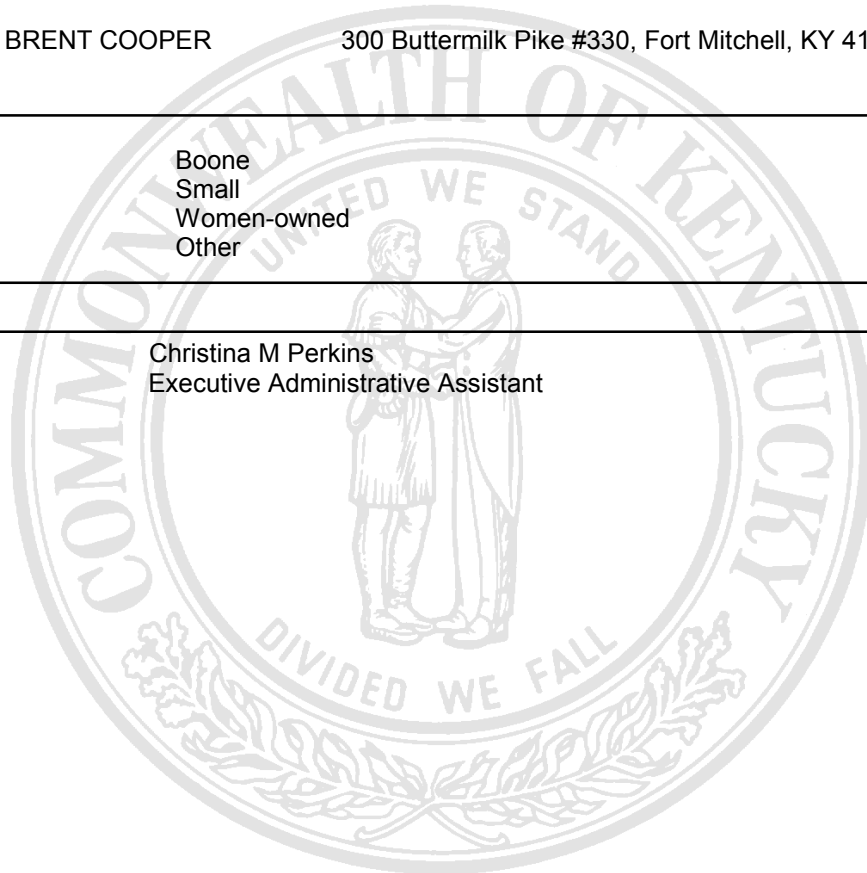 BRENT COOPER 300 Buttermilk Pike #330, Fort Mitchell, KY 41
Boone
Small
Women-owned
Other
Christina M Perkins
Executive Administrative Assistant
COMMONWEALTH OF KENTUCKY
UNITED WE STAND
DIVIDED WE FALL